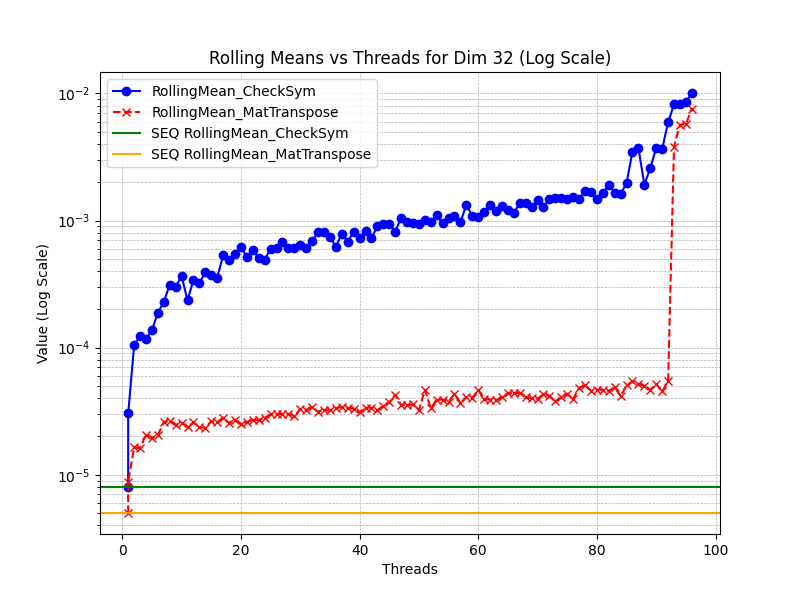 Rolling Means vs Threads for Dim 32 (Log Scale)
RollingMean_CheckSym
RollingMean_MatTranspose
SEQ RollingMean_CheckSym
SEQ RollingMean_MatTranspose
Value (Log Scale)
10⁻²
10⁻³
10⁻⁴
10⁻⁵
0 20 40 60 80 100
Threads